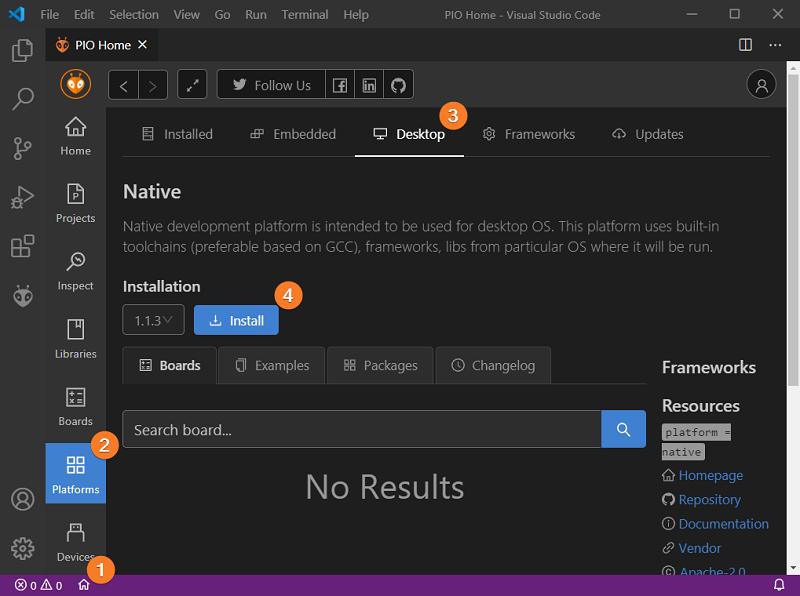 File Edit Selection View Go Run Terminal Help PIO Home - Visual Studio Code
PIO Home
Follow Us
Home
Projects
Inspect
Libraries
Boards
Platforms
Devices
Installed Embedded Desktop Frameworks Updates
3
Native
Native development platform is intended to be used for desktop OS. This platform uses built-in
toolchains (preferable based on GCC), frameworks, libs from particular OS where it will be run.
Installation
4
1.1.3 Install
Boards Examples Packages Changelog
Search board...
No Results
Frameworks
Resources
platform =
native
Homepage
Repository
Documentation
Vendor
Apache-2.0
2
1
0 0